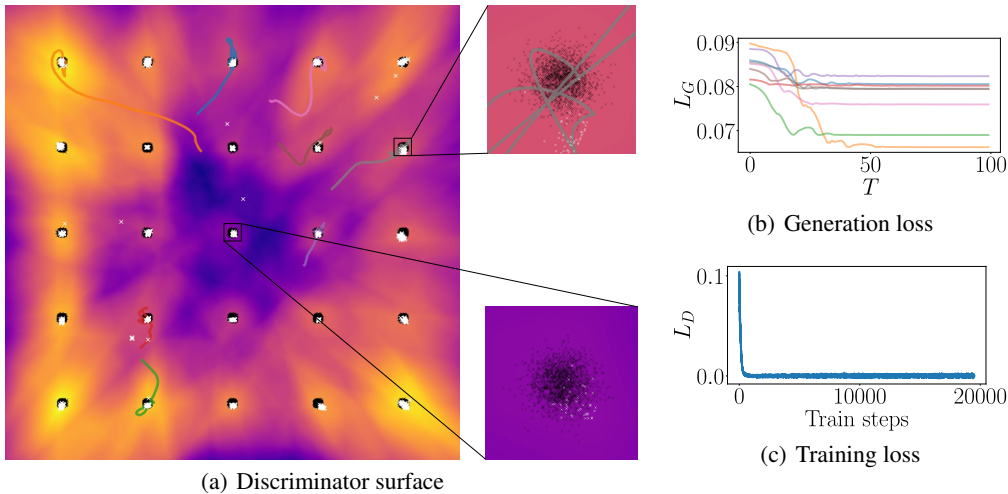 (a) Discriminator surface
0.09
0.08
0.07
L_G
0
50
100
T
(b) Generation loss
0.1
0.0
L_D
0
10000
20000
Train steps
(c) Training loss